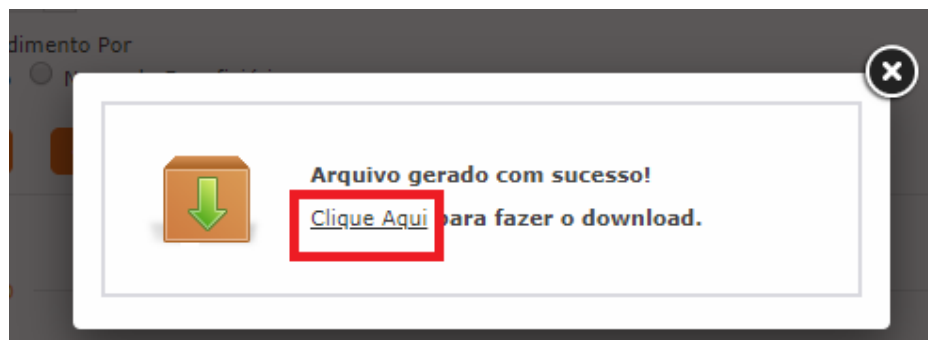 dimento Por
Arquivo gerado com sucesso!
Clique Aqui para fazer o download.